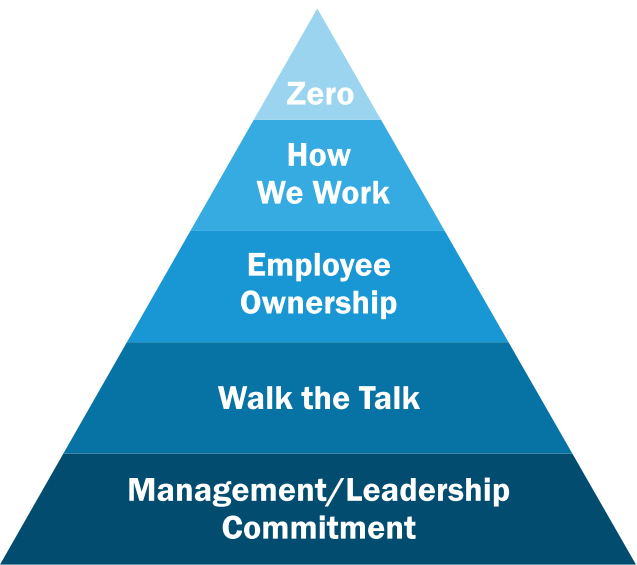 Zero
How
We Work
Employee
Ownership
Walk the Talk
Management/Leadership
Commitment